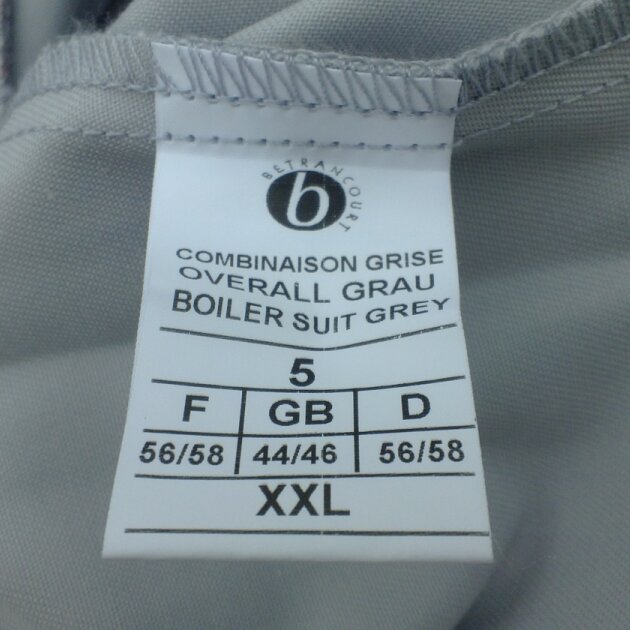 BETRANCOURT
b
COMBINAISON GRISE
OVERALL GRAU
BOILER SUIT GREY
5
F GB D
56/58 44/46 56/58
XXL